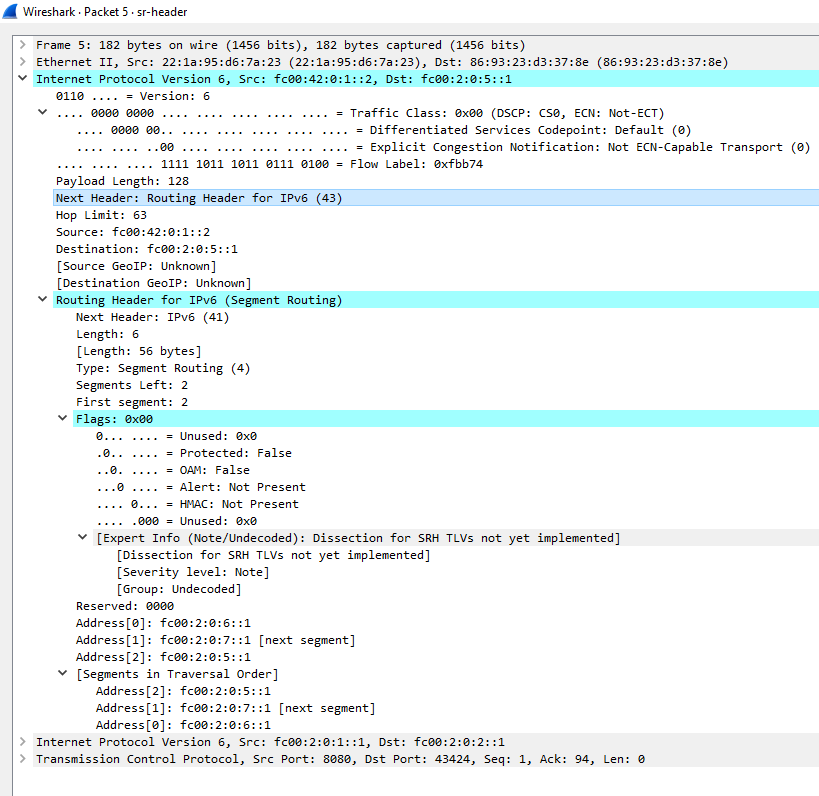 Wireshark · Packet 5 · sr-header
Frame 5: 182 bytes on wire (1456 bits), 182 bytes captured (1456 bits)
Ethernet II, Src: 22:1a:95:d6:7a:23 (22:1a:95:d6:7a:23), Dst: 86:93:23:d3:37:8e (86:93:23:d3:37:8e)
Internet Protocol Version 6, Src: fc00:42:0:1::2, Dst: fc00:2:0:5::1
0110 .... = Version: 6
.... 0000 0000 .... .... .... .... .... = Traffic Class: 0x00 (DSCP: CS0, ECN: Not-ECT)
.... 0000 00.. .... .... .... .... .... = Differentiated Services Codepoint: Default (0)
.... .... ..00 .... .... .... .... .... = Explicit Congestion Notification: Not ECN-Capable Transport (0)
.... .... .... 1111 1011 1011 0111 0100 = Flow Label: 0xfbb74
Payload Length: 128
Next Header: Routing Header for IPv6 (43)
Hop Limit: 63
Source: fc00:42:0:1::2
Destination: fc00:2:0:5::1
[Source GeoIP: Unknown]
[Destination GeoIP: Unknown]
Routing Header for IPv6 (Segment Routing)
Next Header: IPv6 (41)
Length: 6
[Length: 56 bytes]
Type: Segment Routing (4)
Segments Left: 2
First segment: 2
Flags: 0x00
0... .... = Unused: 0x0
.0.. .... = Protected: False
..0. .... = OAM: False
...0 .... = Alert: Not Present
.... 0... = HMAC: Not Present
.... .000 = Unused: 0x0
[Expert Info (Note/Undecoded): Dissection for SRH TLVs not yet implemented]
[Dissection for SRH TLVs not yet implemented]
[Severity level: Note]
[Group: Undecoded]
Reserved: 0000
Address[0]: fc00:2:0:6::1
Address[1]: fc00:2:0:7::1 [next segment]
Address[2]: fc00:2:0:5::1
[Segments in Traversal Order]
Address[2]: fc00:2:0:5::1
Address[1]: fc00:2:0:7::1 [next segment]
Address[0]: fc00:2:0:6::1
Internet Protocol Version 6, Src: fc00:2:0:1::1, Dst: fc00:2:0:2::1
Transmission Control Protocol, Src Port: 8080, Dst Port: 43424, Seq: 1, Ack: 94, Len: 0